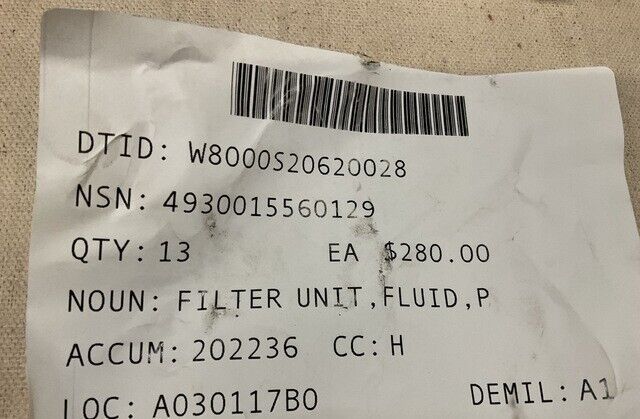 DTID: W8000S20620028
NSN: 4930015560129
QTY: 13 EA $280.00
NOUN: FILTER UNIT,FLUID,P
ACCUM: 202236 CC: H
LOC: A030117B0 DEMIL: A1